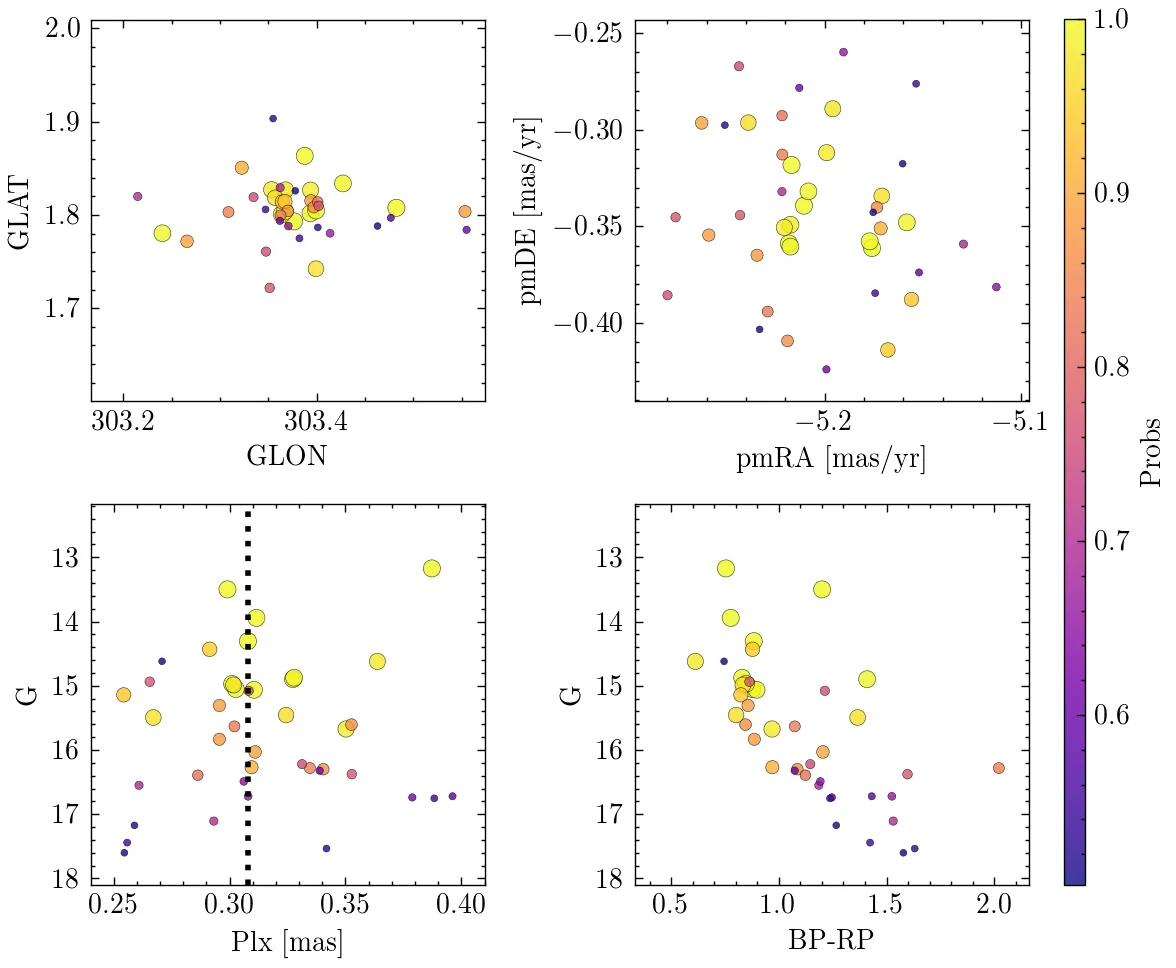 2.0
1.9
1.8
1.7
GLAT
303.2 303.4
GLON
−0.25
−0.30
−0.35
−0.40
pmDE [mas/yr]
−5.2 −5.1
pmRA [mas/yr]
13
14
15
16
17
18
G
0.25 0.30 0.35 0.40
Plx [mas]
13
14
15
16
17
18
G
0.5 1.0 1.5 2.0
BP-RP
1.0
0.9
0.8
0.7
0.6
Probs